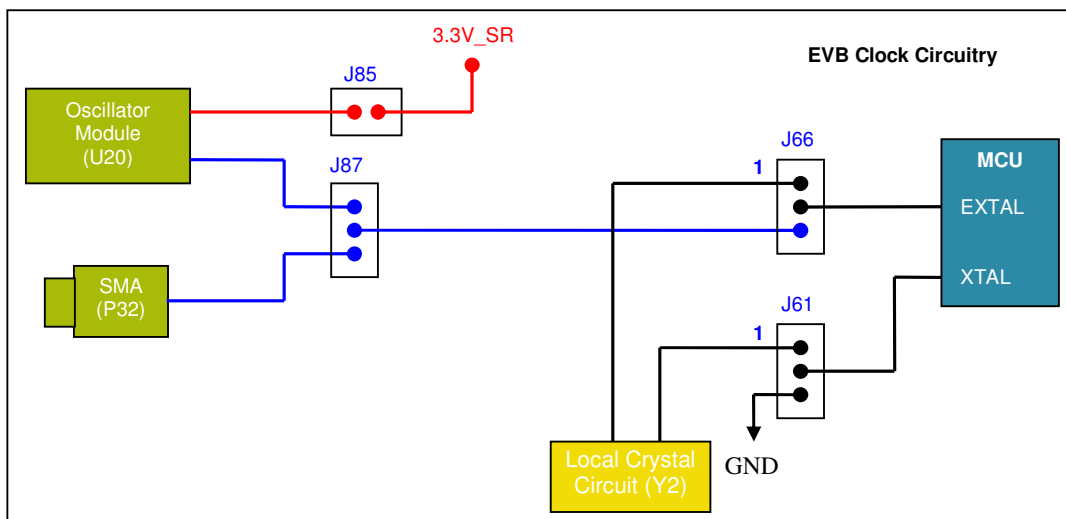 3.3V_SR
EVB Clock Circuitry
J85
Oscillator
Module
(U20)
J87
J66
1
MCU
EXTAL
XTAL
SMA
(P32)
J61
1
Local Crystal
Circuit (Y2)
GND